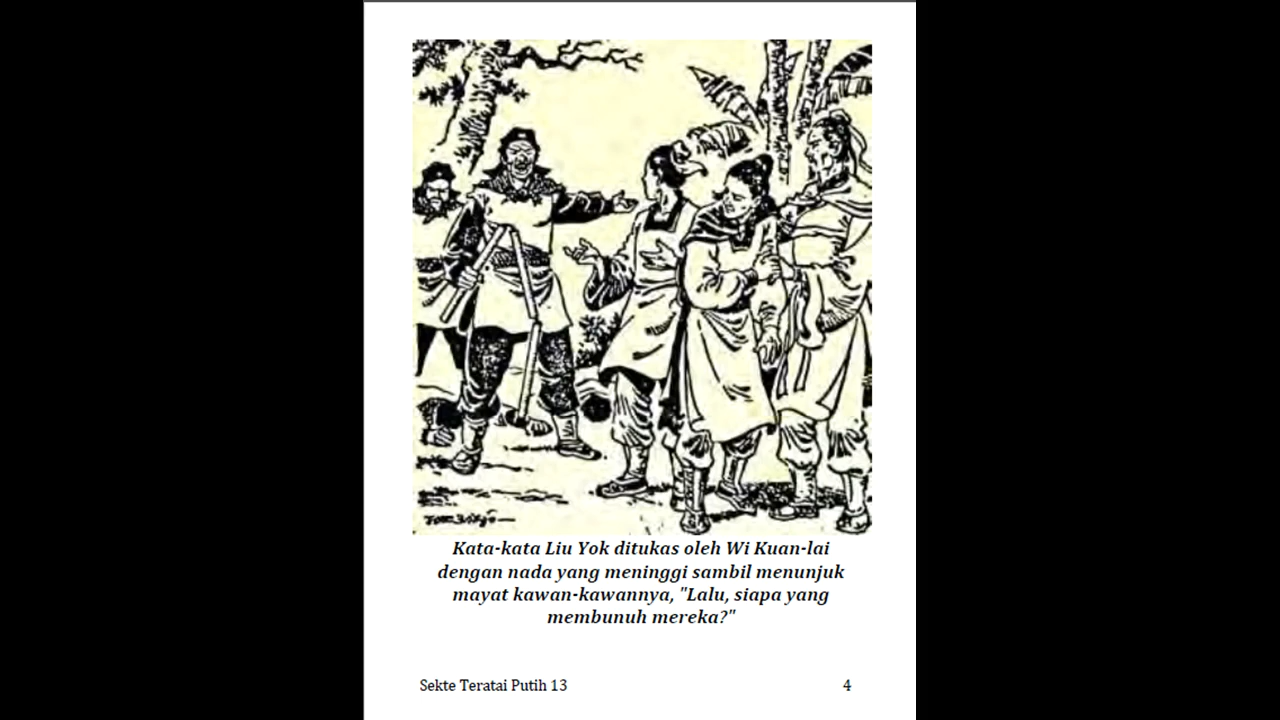 Kata-kata Liu Yok ditukas oleh Wi Kuan-lai
dengan nada yang meninggi sambil menunjuk
mayat kawan-kawannya, "Lalu, siapa yang
membunuh mereka?"
Sekte Teratai Putih 13 4